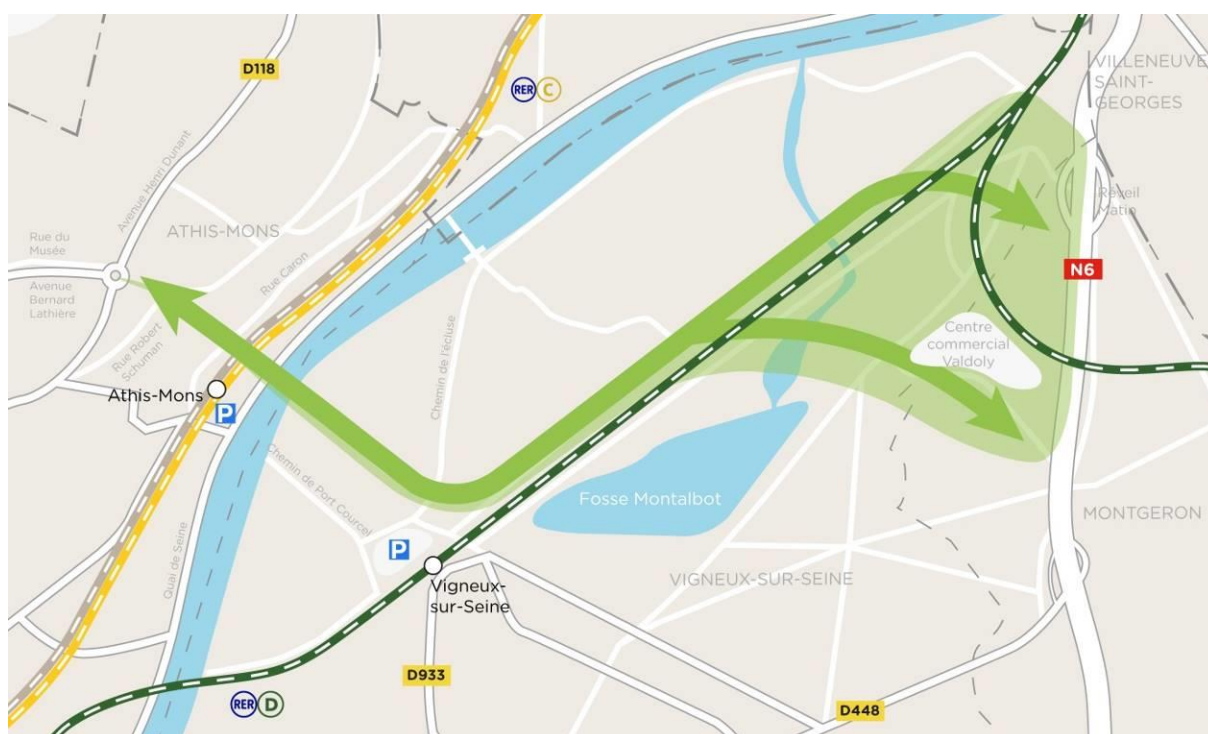 D118
RER C
VILLENEUVE
SAINT-
GEORGES
Avenue Henri Dunant
ATHIS-MONS
Rue du
Musée
Avenue
Bernard
Lathière
Rue Caron
Rue Robert
Schuman
Réveil
Matin
N6
Centre
commercial
Valdoly
Athis-Mons
P
Chemin de l'écluse
Chemin de Port Courcel
Fosse Montalbot
MONTGERON
Quai de Seine
P
Vigneux-
sur-Seine
VIGNEUX-SUR-SEINE
D933
RER D
D448